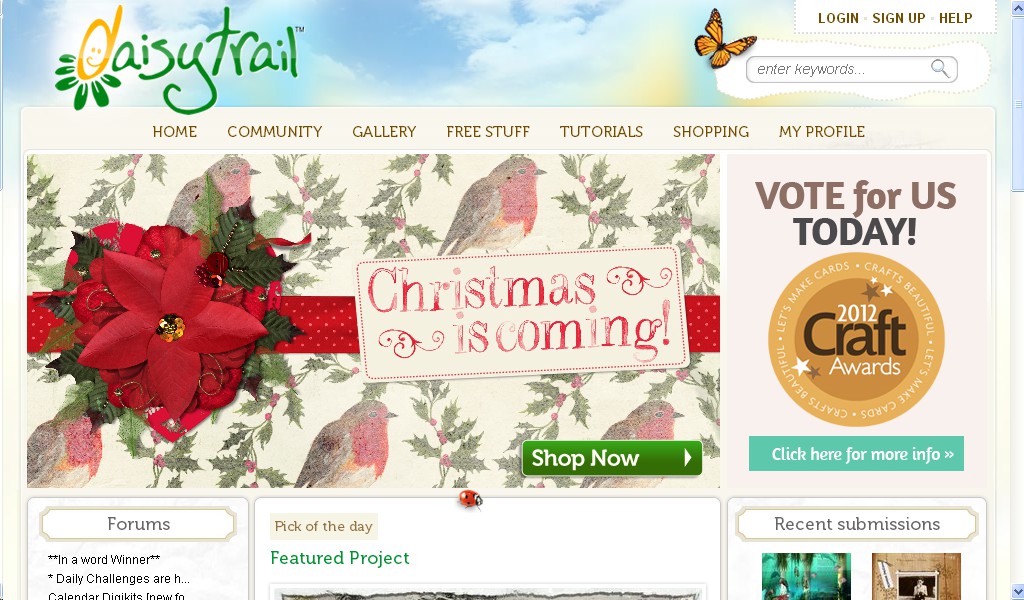 daisytrail™
LOGIN • SIGN UP • HELP
enter keywords...
HOME COMMUNITY GALLERY FREE STUFF TUTORIALS SHOPPING MY PROFILE
Christmas
is coming!
Shop Now
VOTE for US
TODAY!
LET'S MAKE CARDS • CRAFTS BEAUTIFUL • LET'S MAKE CARDS • CRAFTS BEAUTIFUL •
2012
Craft
Awards
Click here for more info »
Forums
**In a word Winner**
* Daily Challenges are h...
Calendar Digikits [new fo...
Pick of the day
Featured Project
Recent submissions